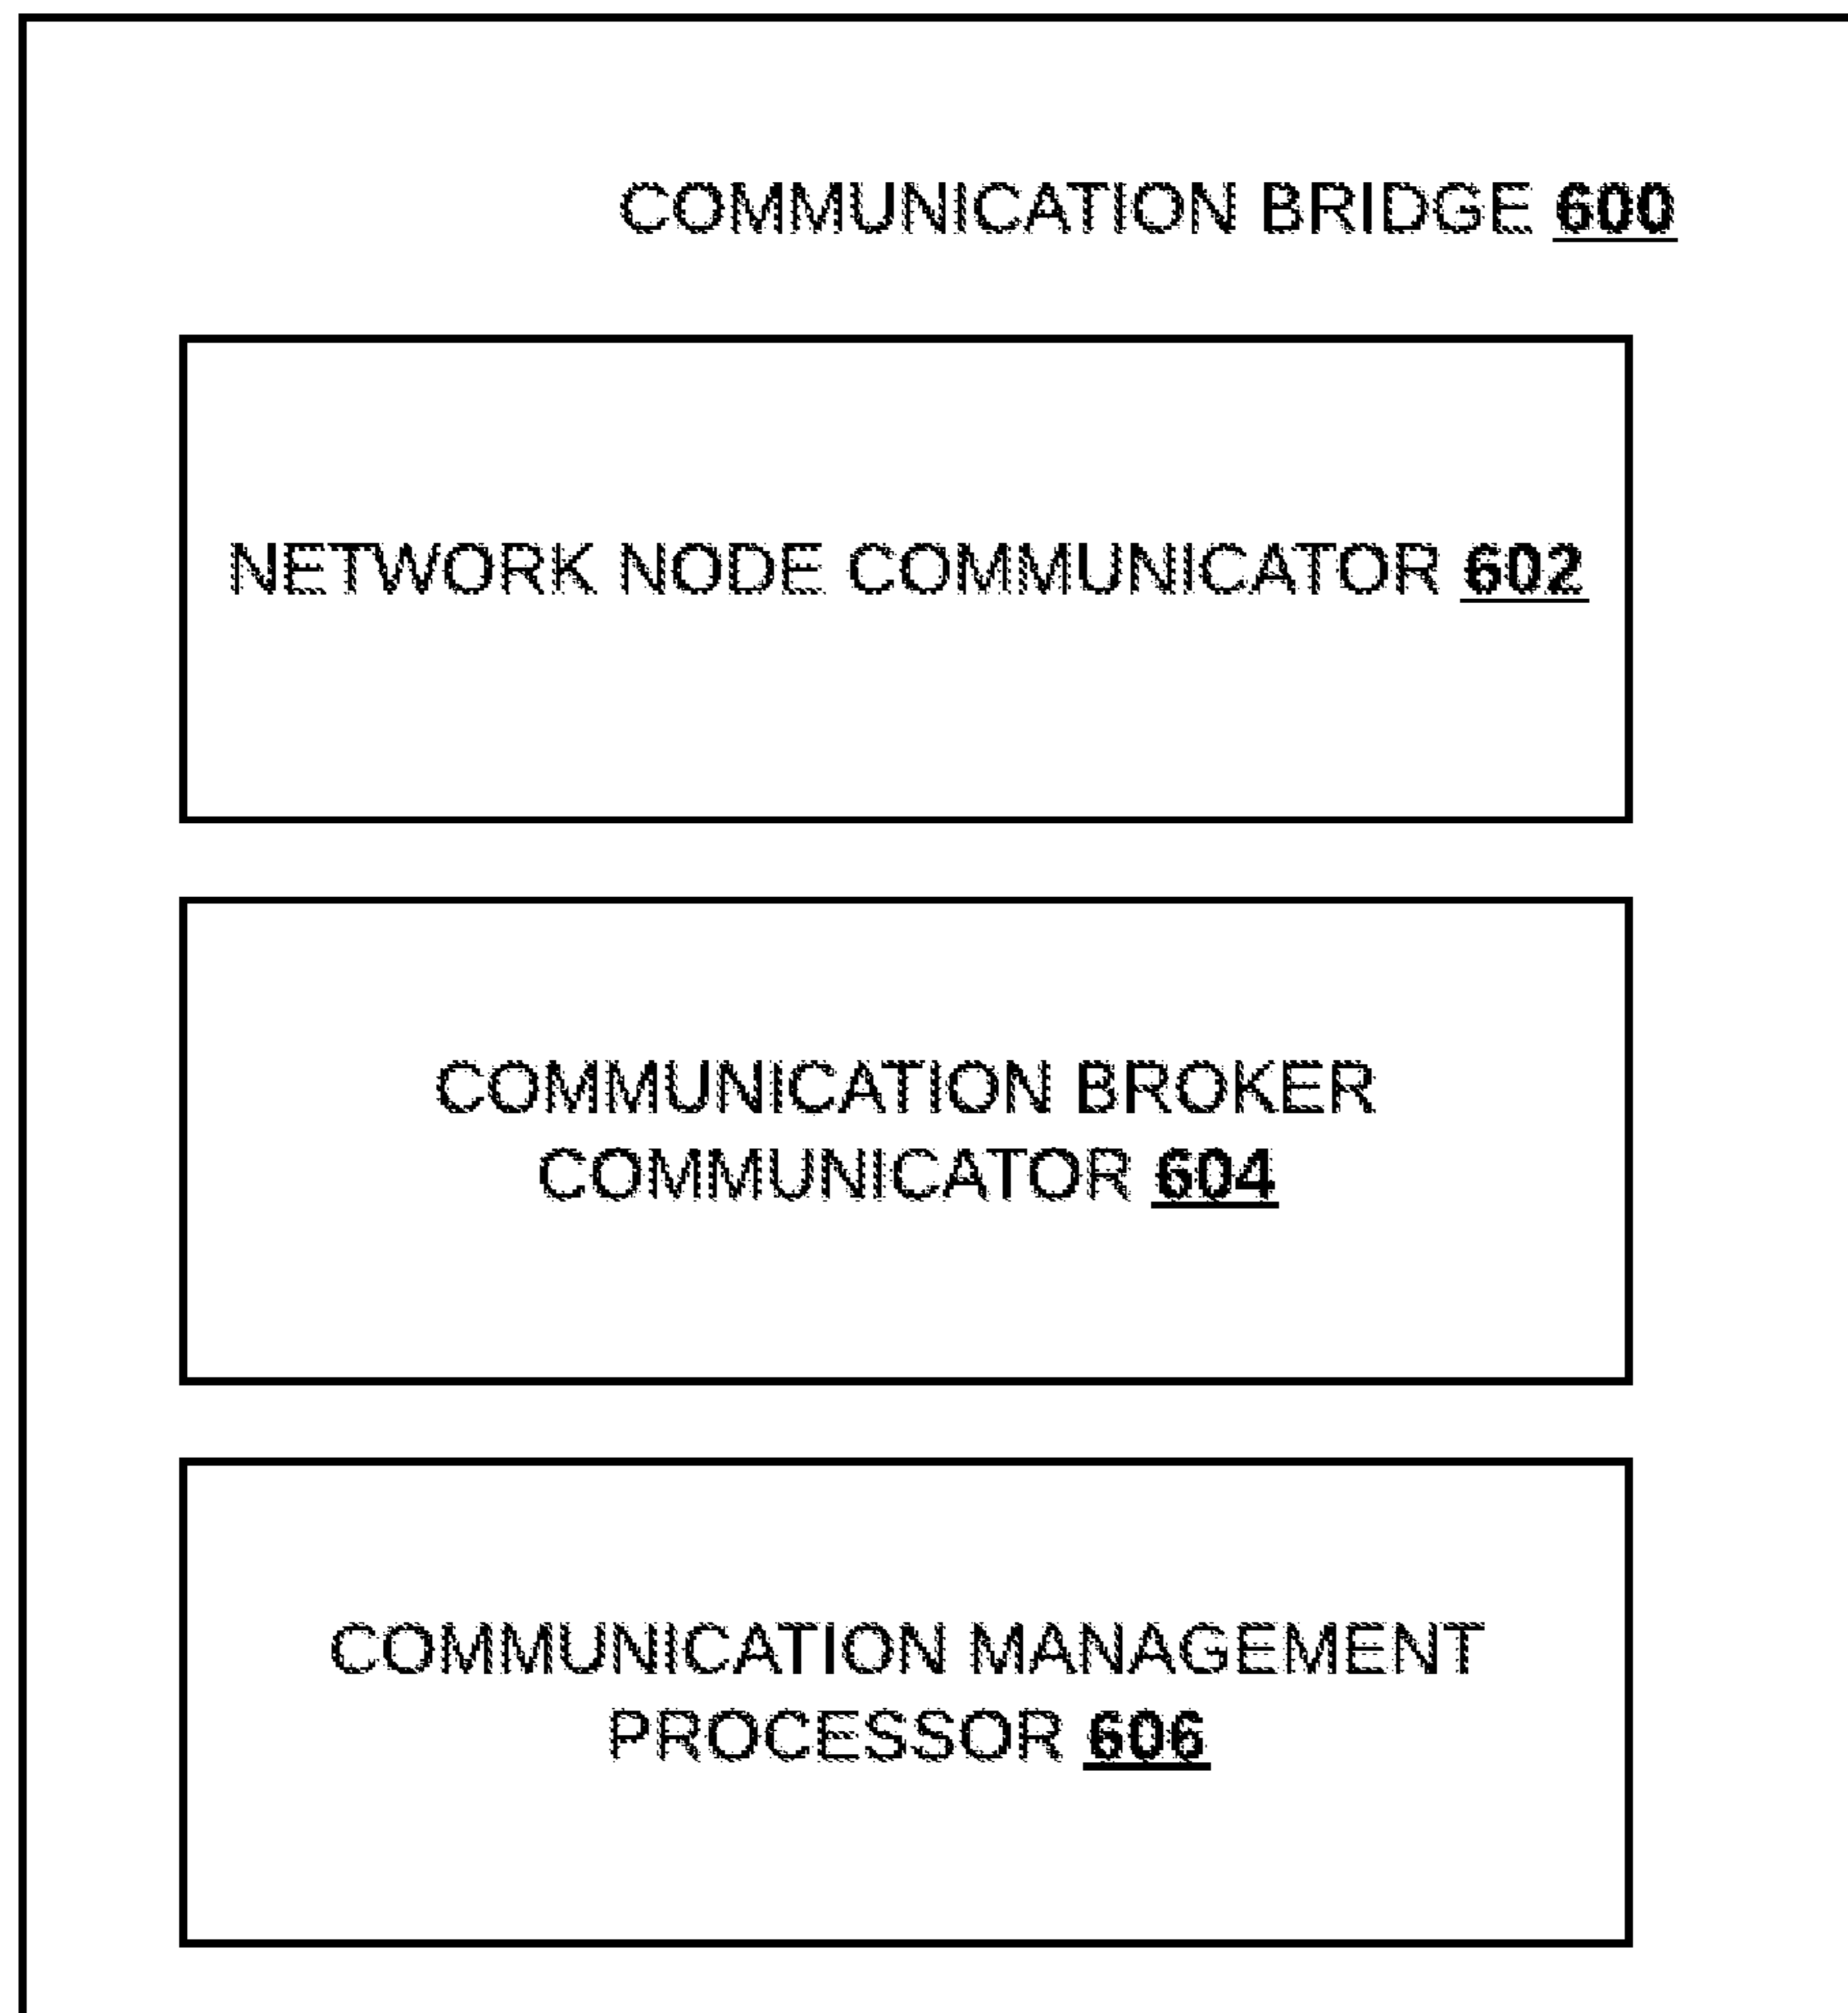 COMMUNICATION BRIDGE 600
NETWORK NODE COMMUNICATOR 602
COMMUNICATION BROKER
COMMUNICATOR 604
COMMUNICATION MANAGEMENT
PROCESSOR 606